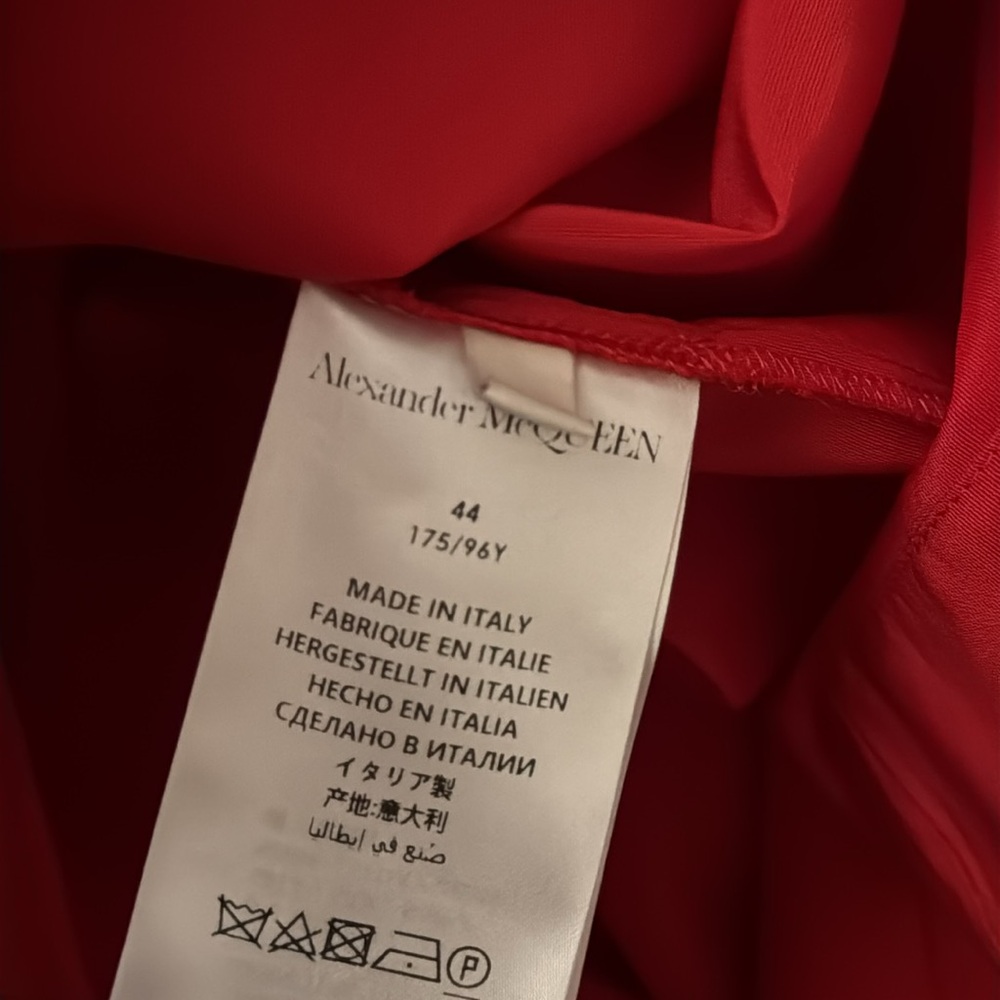 Alexander McQUEEN
44
175/96Y
MADE IN ITALY
FABRIQUE EN ITALIE
HERGESTELLT IN ITALIEN
HECHO EN ITALIA
СДЕЛАНО В ИТАЛИИ
イタリア製
产地:意大利
صنع في إيطاليا
P